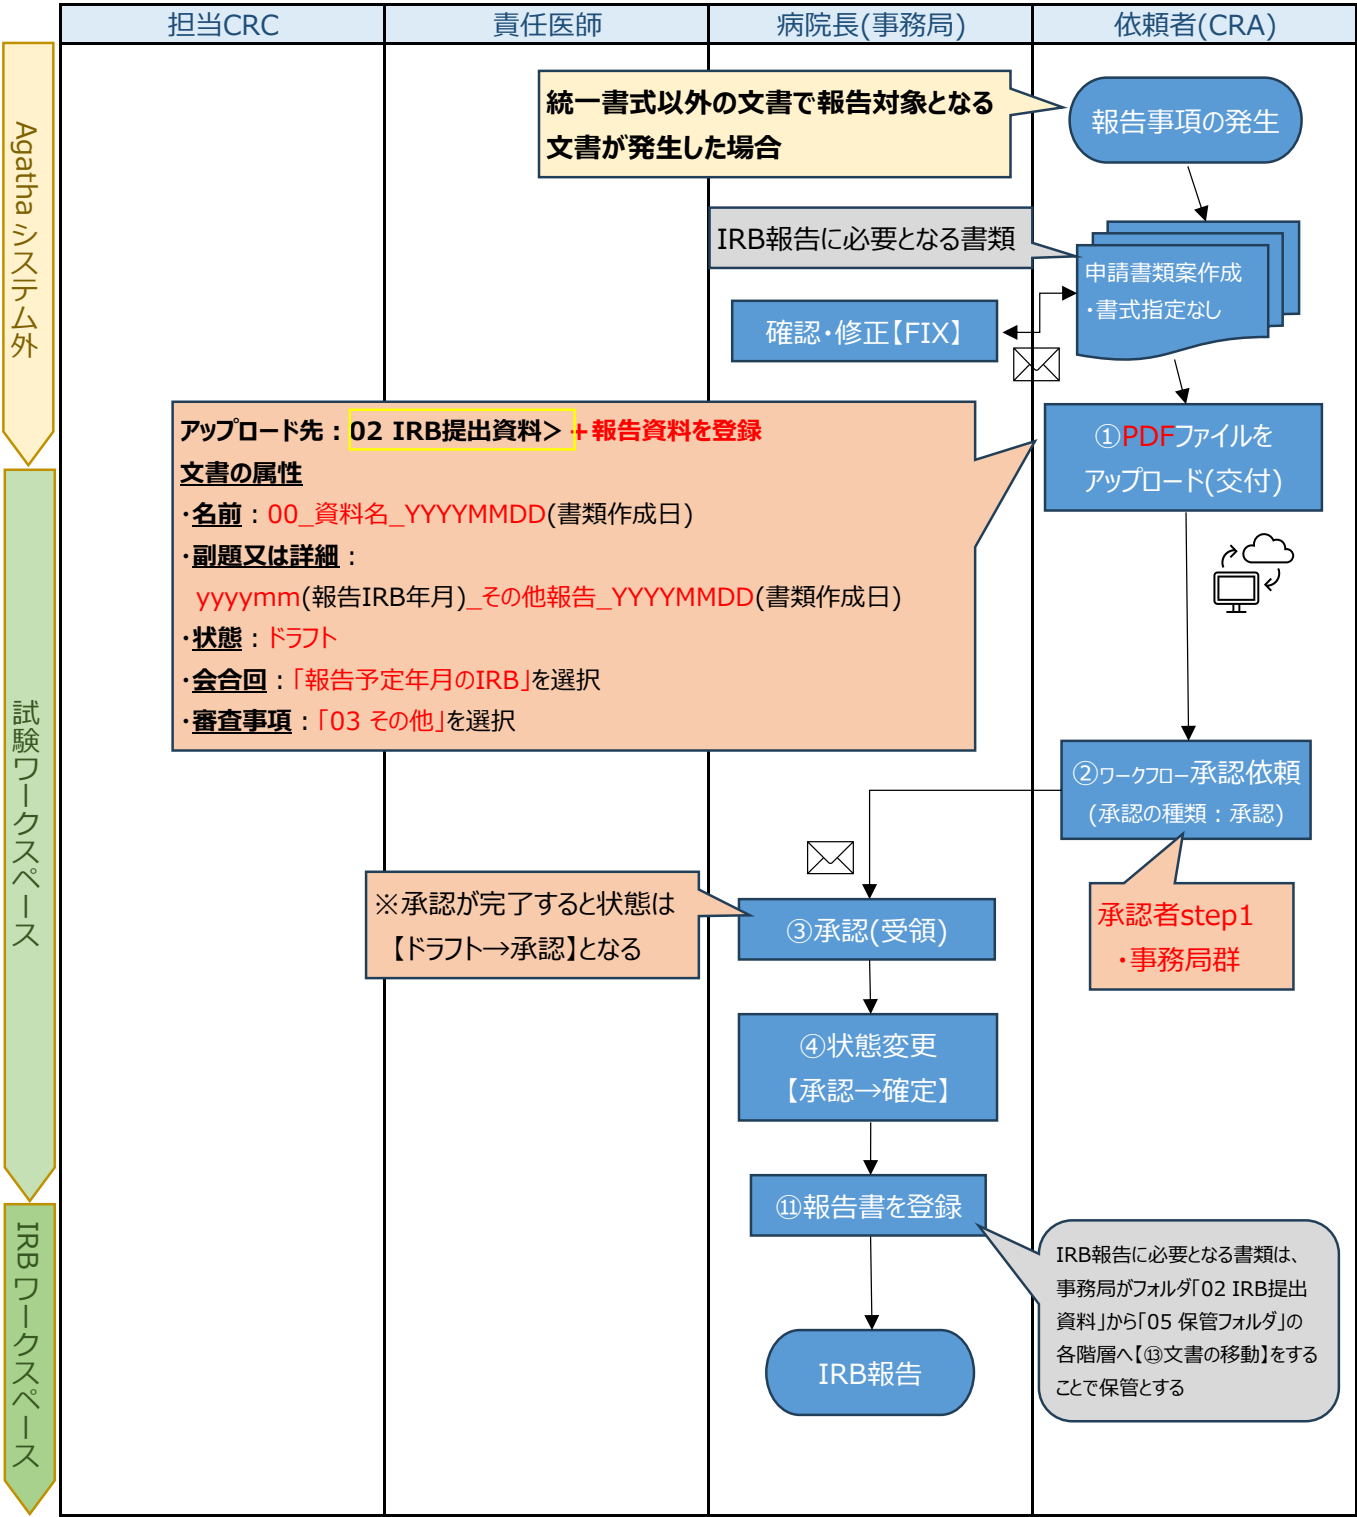 担当CRC
責任医師
病院長(事務局)
依頼者(CRA)
Agatha システム外
統一書式以外の文書で報告対象となる
文書が発生した場合
報告事項の発生
IRB報告に必要となる書類
申請書類案作成
・書式指定なし
確認・修正【FIX】
アップロード先：02 IRB提出資料＞＋報告資料を登録
文書の属性
・名前：00_資料名_YYYYMMDD(書類作成日)
・副題又は詳細：
yyyymm(報告IRB年月)_その他報告_YYYYMMDD(書類作成日)
・状態：ドラフト
・会合回：「報告予定年月のIRB」を選択
・審査事項：「03 その他」を選択
①PDFファイルを
アップロード(交付)
試験ワークスペース
②ワークフロー承認依頼
(承認の種類：承認)
承認者step1
・事務局群
※承認が完了すると状態は
【ドラフト→承認】となる
③承認(受領)
④状態変更
【承認→確定】
⑪報告書を登録
IRB ワークスペース
IRB報告に必要となる書類は、
事務局がフォルダ「02 IRB提出
資料」から「05 保管フォルダ」の
各階層へ【⑬文書の移動】をする
ことで保管とする
IRB報告